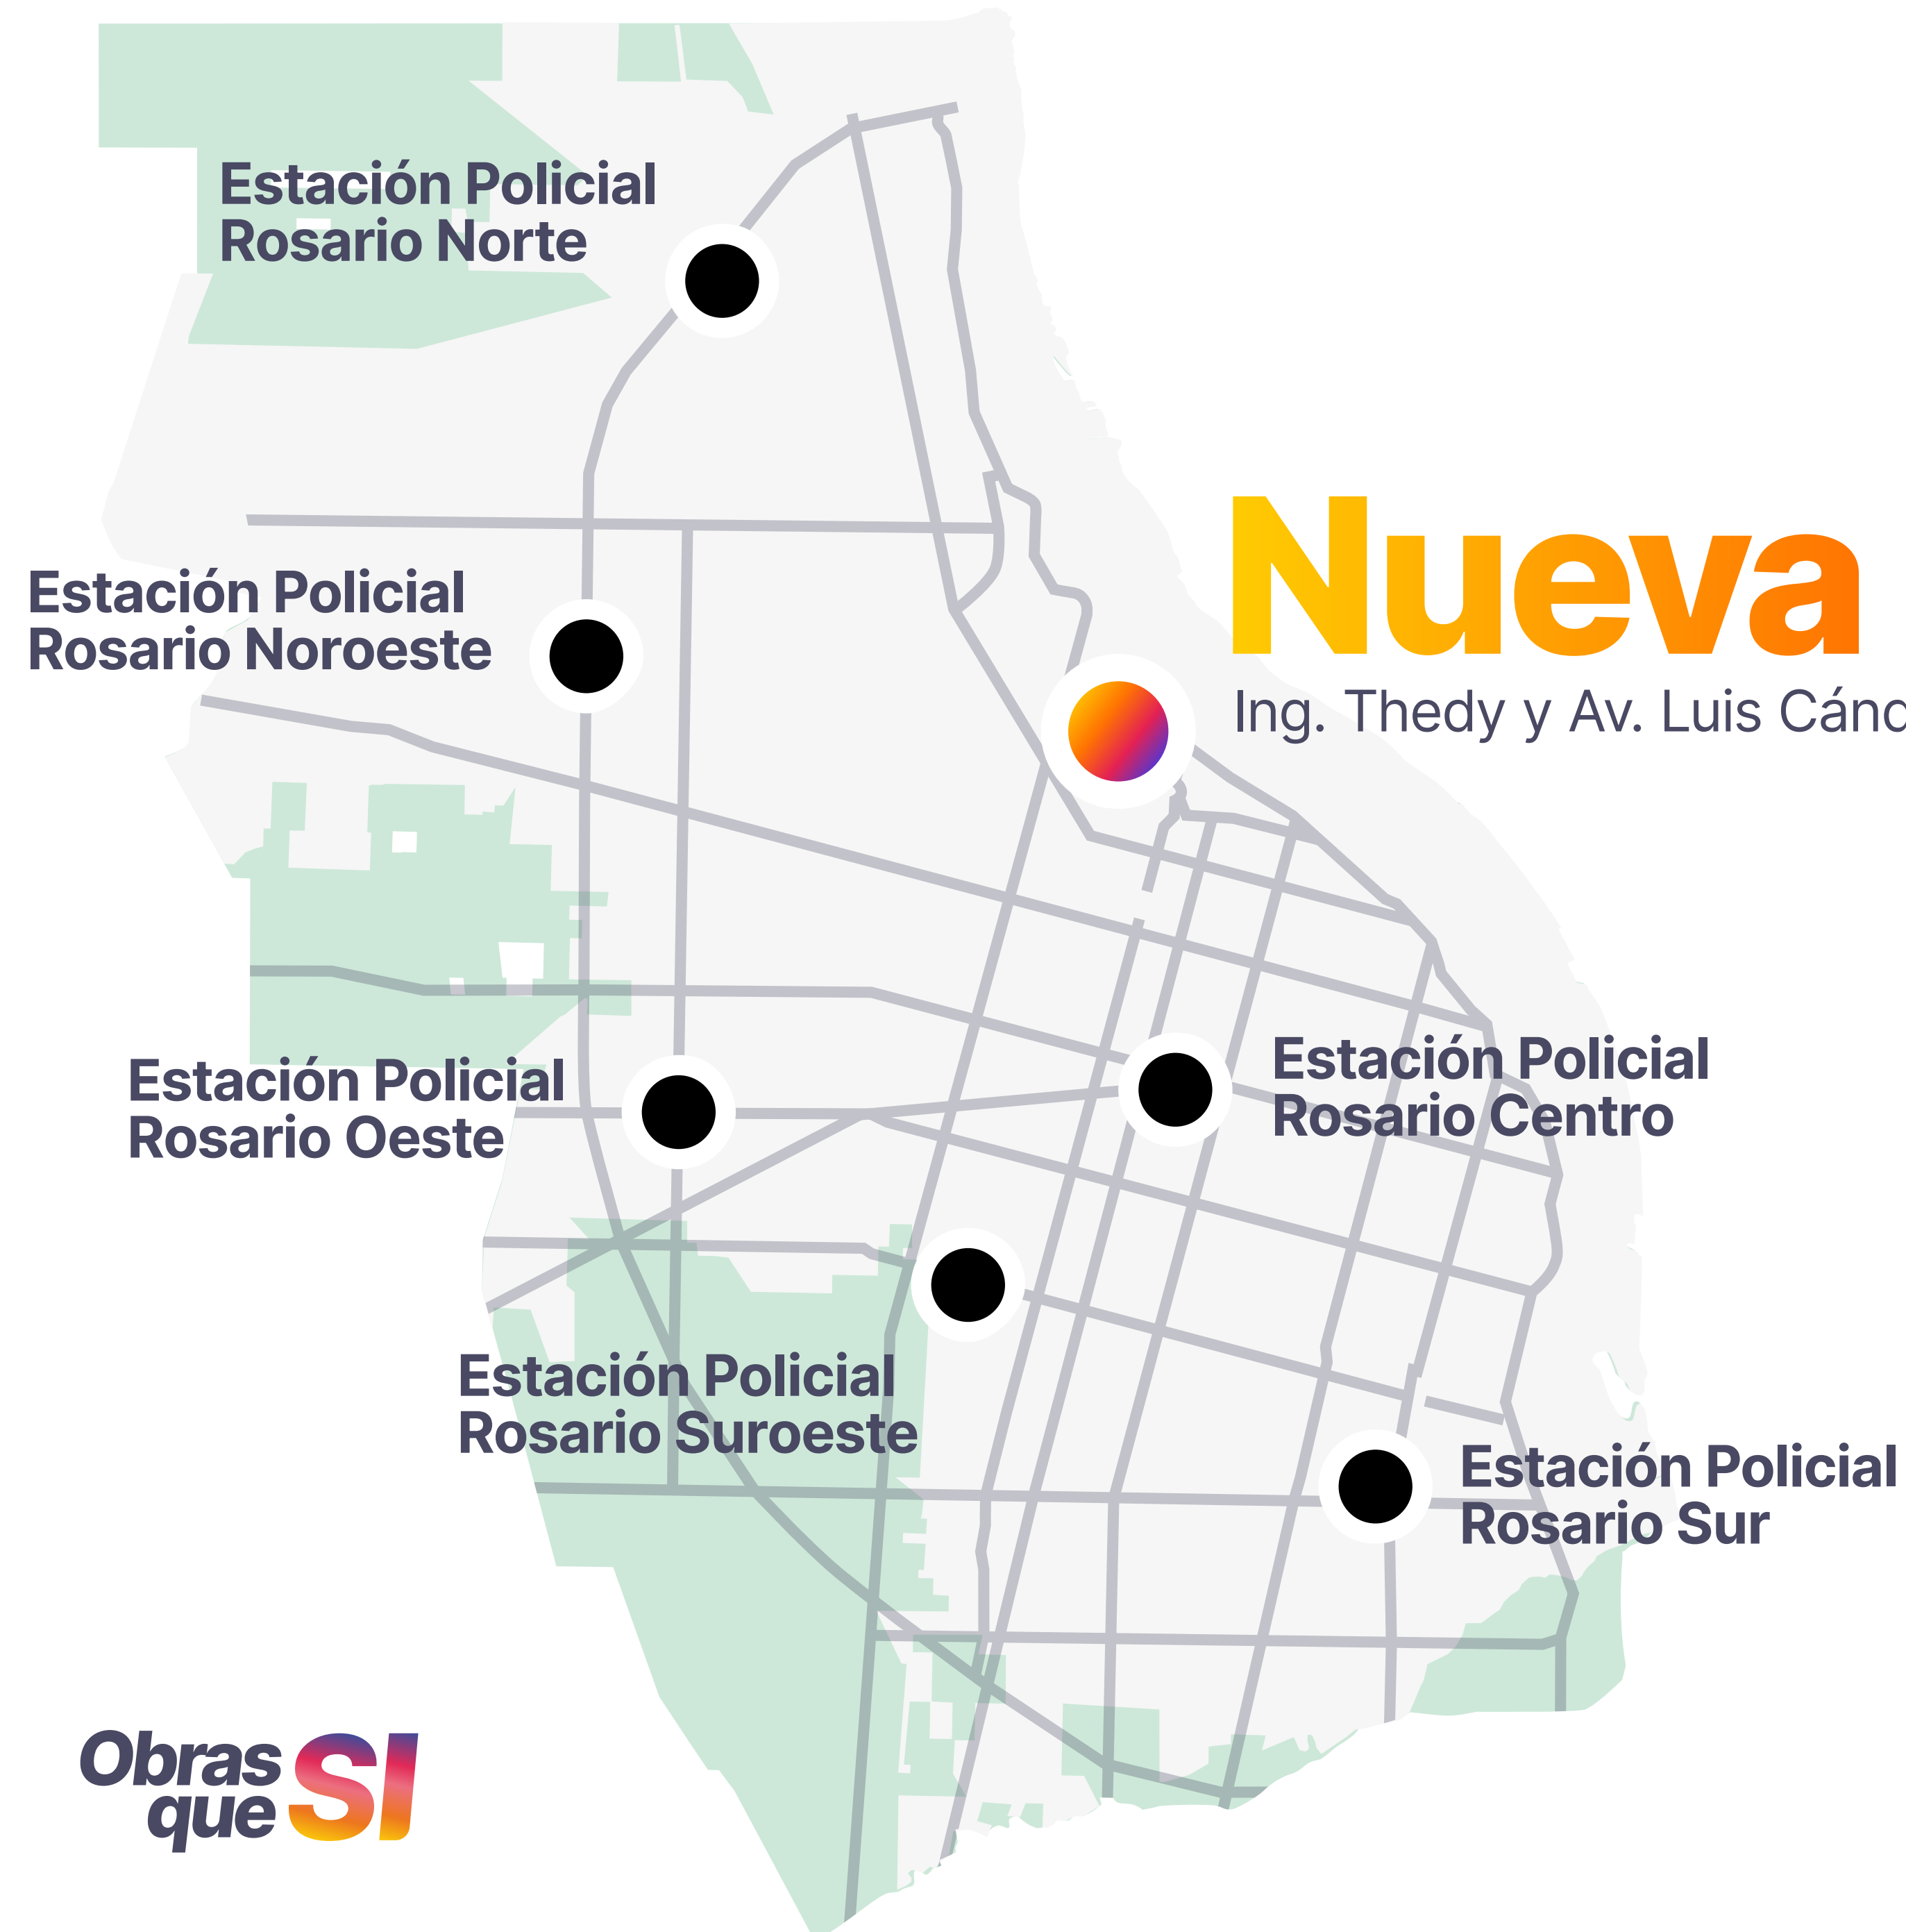 Estación Policial
Rosario Norte
Nueva
Ing. Thedy y Av. Luis
Estación Policial
Rosario Noroeste
Estación Policial
Rosario Centro
Estación Policial
Rosario Oeste
Estación Policial
Rosario Suroeste
Estación Policial
Rosario Sur
Obras
que SI